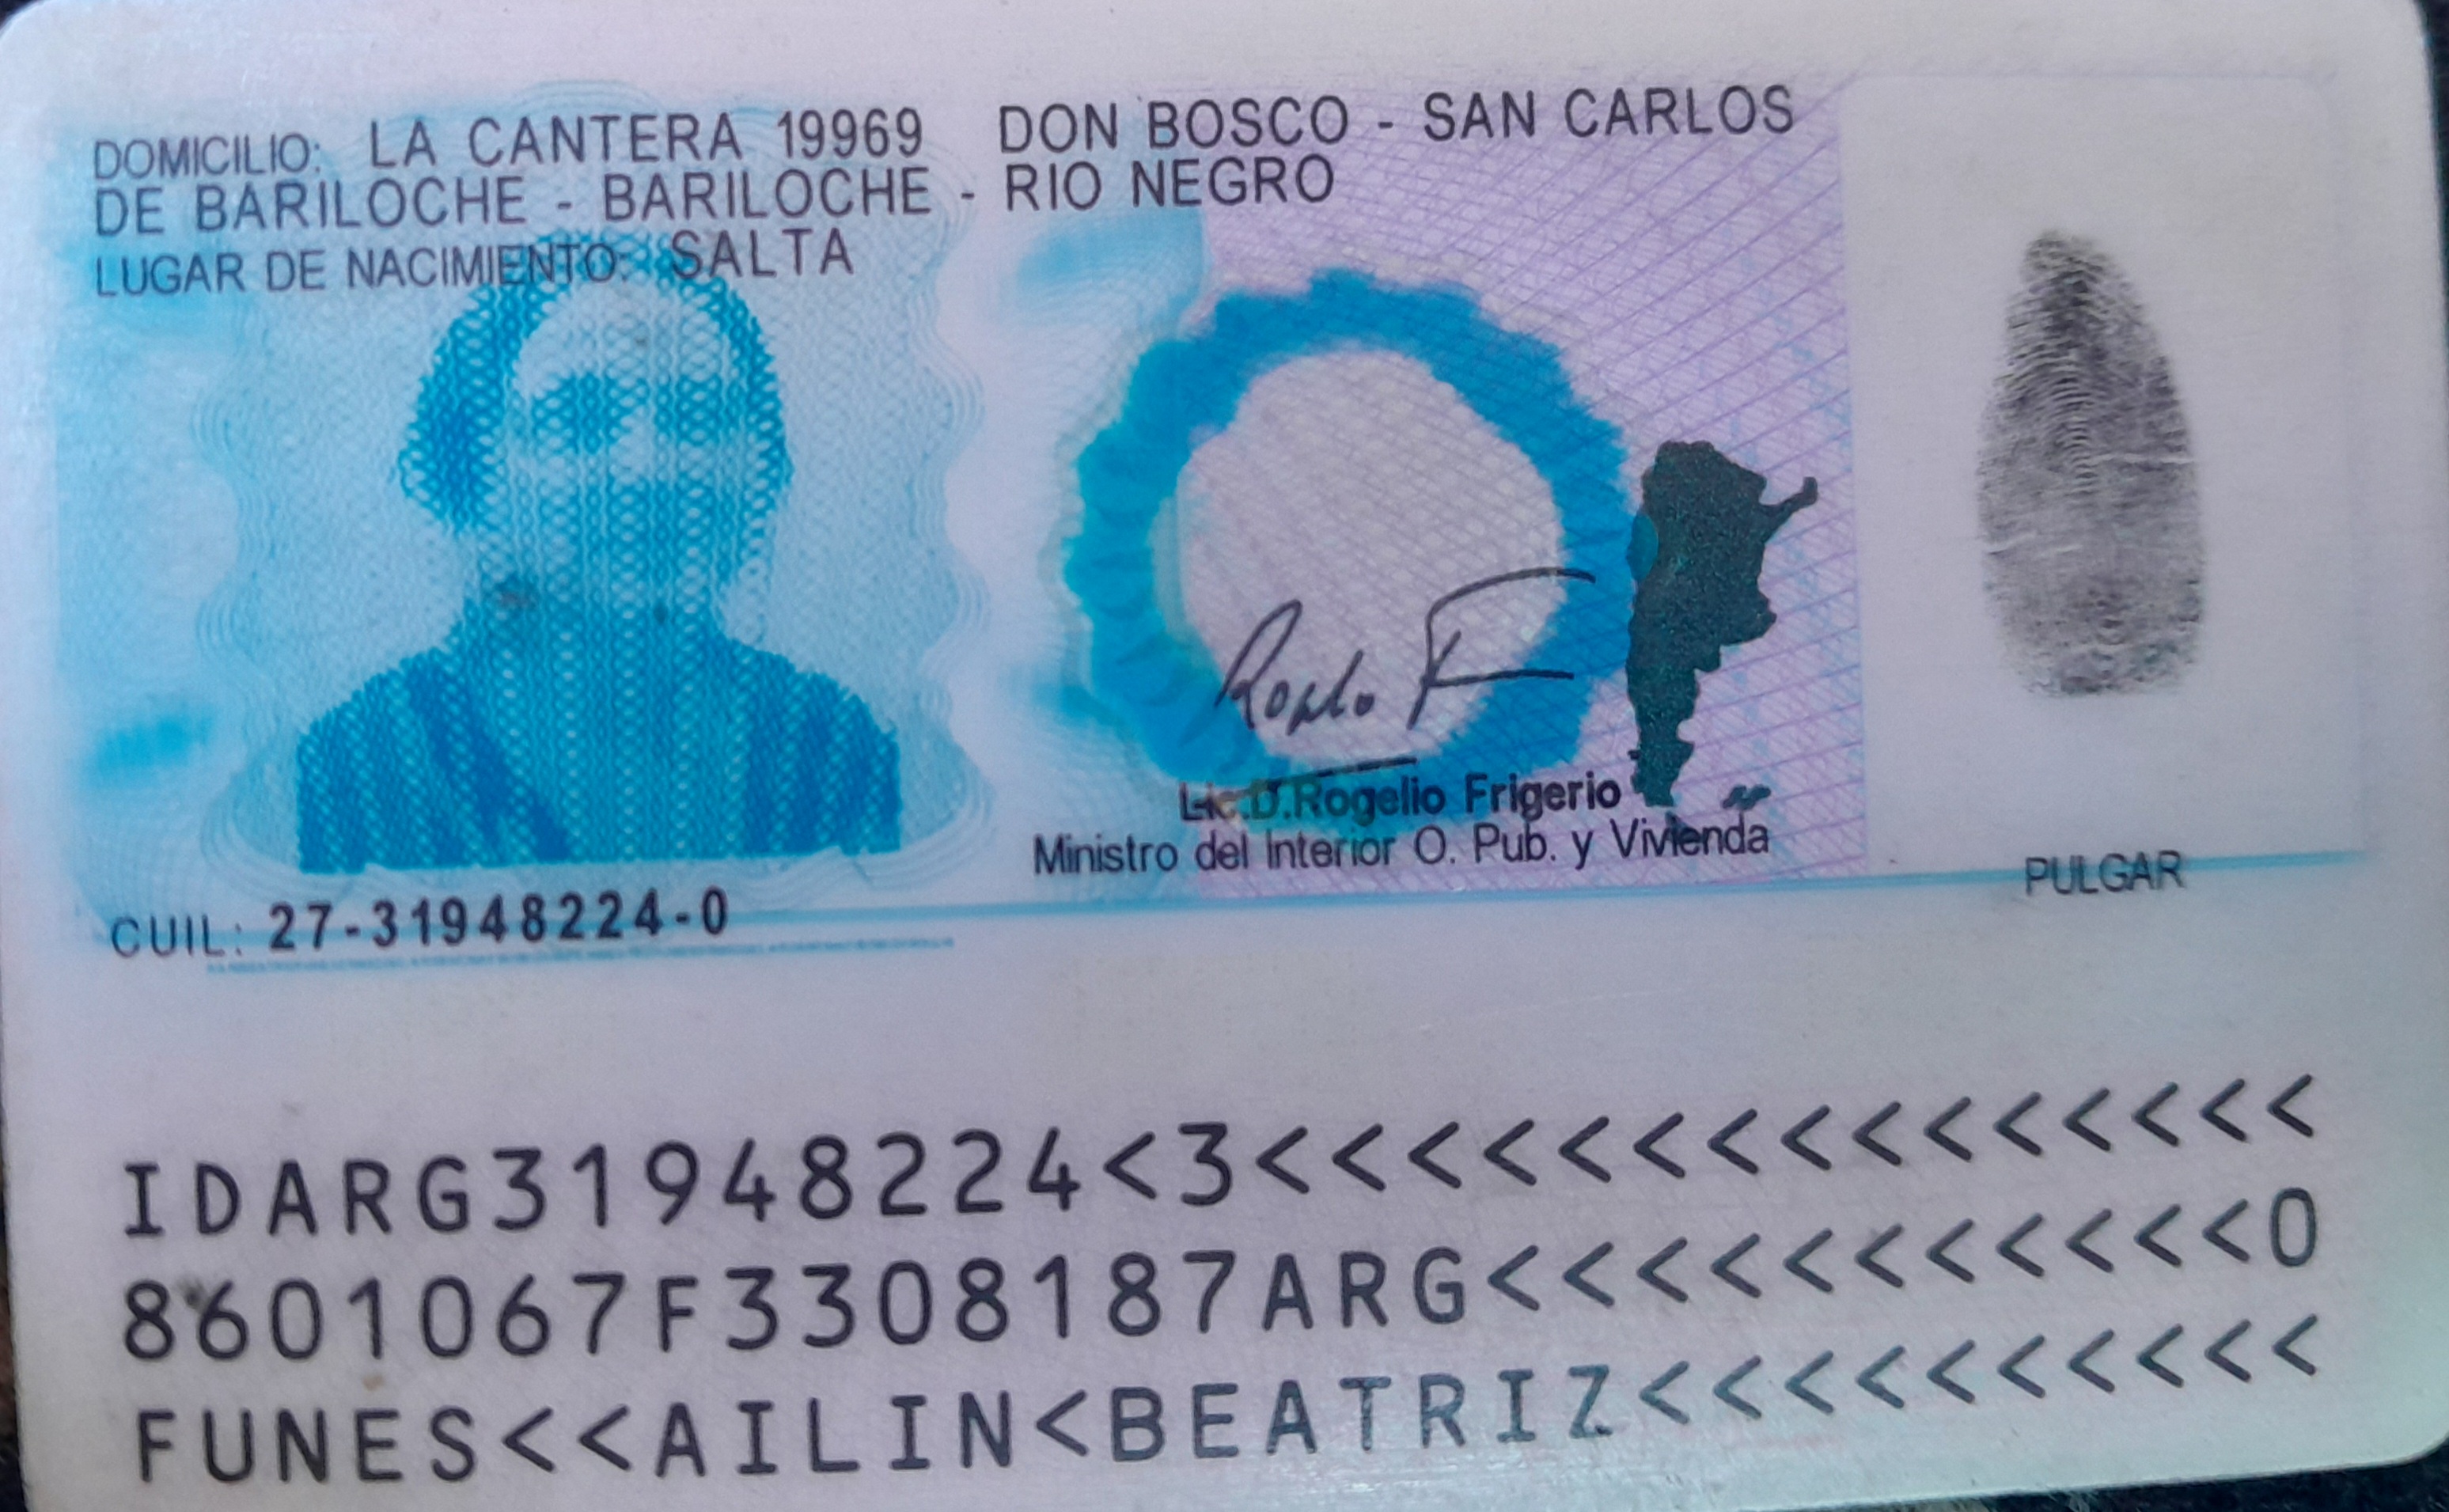 DOMICILIO: LA CANTERA 19969 DON BOSCO - SAN CARLOS
DE BARILOCHE - BARILOCHE - RIO NEGRO
LUGAR DE NACIMIENTO: SALTA
Rogelio F
Lic.D.Rogelio Frigerio
Ministro del Interior O. Pub. y Vivienda
PULGAR
CUIL: 27-31948224-0
IDARG31948224<3<<<<<<<<<<<<<<<
8601067F3308187ARG<<<<<<<<<<<0
FUNES<<AILIN<BEATRIZ<<<<<<<<<<